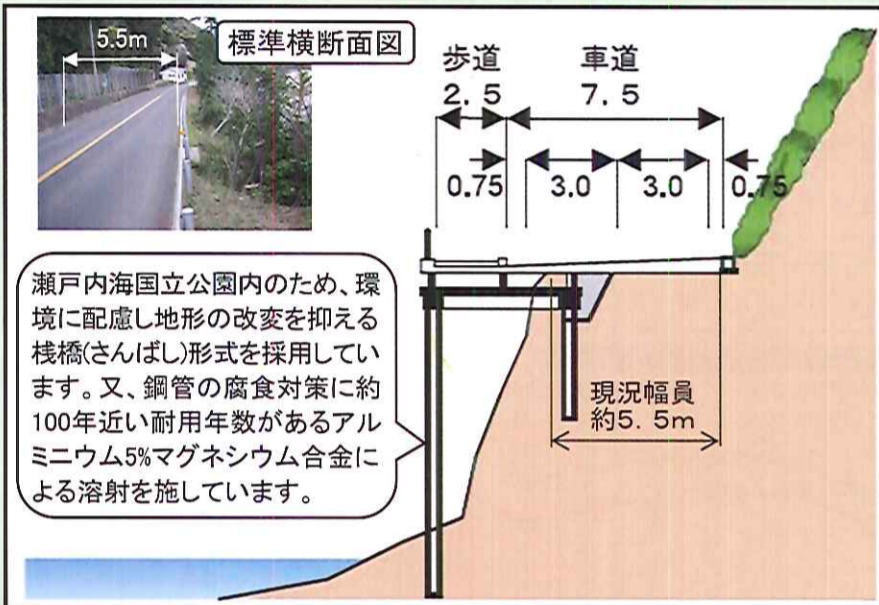 5.5m
標準横断面図
歩道
2.5
車道
7.5
0.75
3.0
3.0
0.75
瀬戸内海国立公園内のため、環
境に配慮し地形の改変を抑える
桟橋(さんばし)形式を採用してい
ます。又、鋼管の腐食対策に約
100年近い耐用年数があるアル
ミニウム5%マグネシウム合金に
よる溶射を施しています。
現況幅員
約5.5m